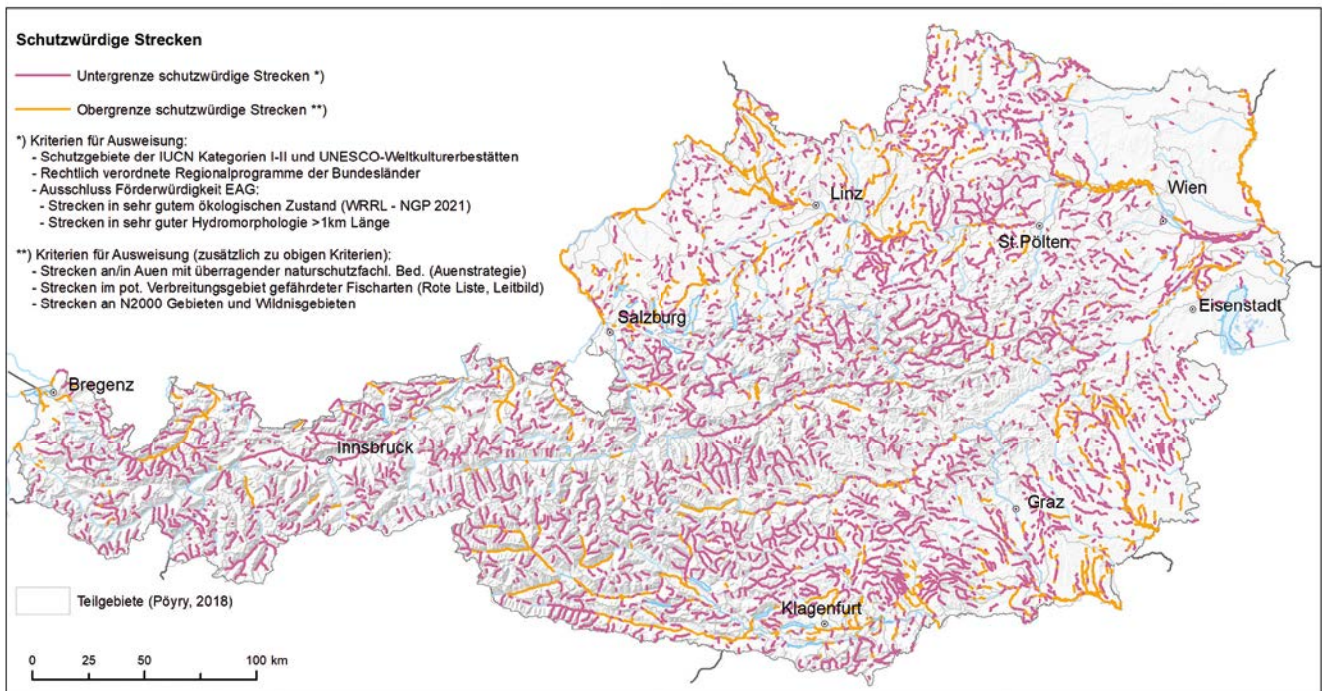 Schutzwürdige Strecken
Untergrenze schutzwürdige Strecken *)
Obergrenze schutzwürdige Strecken **)
*) Kriterien für Ausweisung:
- Schutzgebiete der IUCN Kategorien I-II und UNESCO-Weltkulturerbestätten
- Rechtlich verordnete Regionalprogramme der Bundesländer
- Ausschluss Förderwürdigkeit EAG:
- Strecken in sehr gutem ökologischen Zustand (WRRL - NGP 2021)
- Strecken in sehr guter Hydromorphologie >1km Länge
**) Kriterien für Ausweisung (zusätzlich zu obigen Kriterien):
- Strecken an/in Auen mit überragender naturschutzfachl. Bed. (Auenstrategie)
- Strecken im pot. Verbreitungsgebiet gefährdeter Fischarten (Rote Liste, Leitbild)
- Strecken an N2000 Gebieten und Wildnisgebieten
Linz
Wien
St.Pölten
Eisenstadt
Salzburg
Bregenz
Innsbruck
Graz
Klagenfurt
Teilgebiete (Pöyry, 2018)
0 25 50 100 km